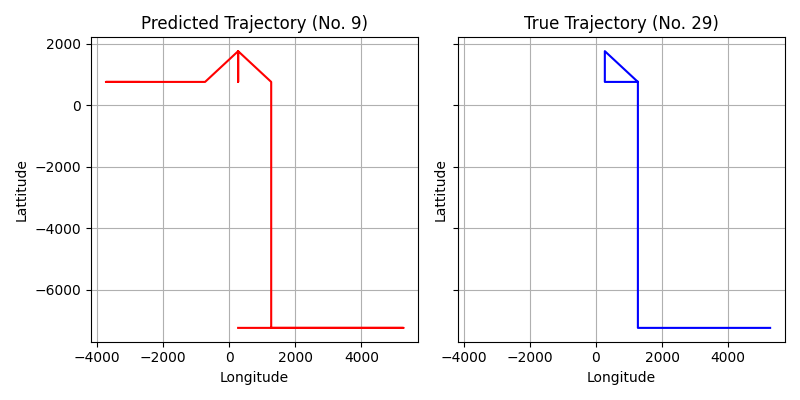 Predicted Trajectory (No. 9)
True Trajectory (No. 29)
2000
0
−2000
−4000
−6000
Lattitude
Lattitude
−4000 −2000 0 2000 4000
−4000 −2000 0 2000 4000
Longitude
Longitude